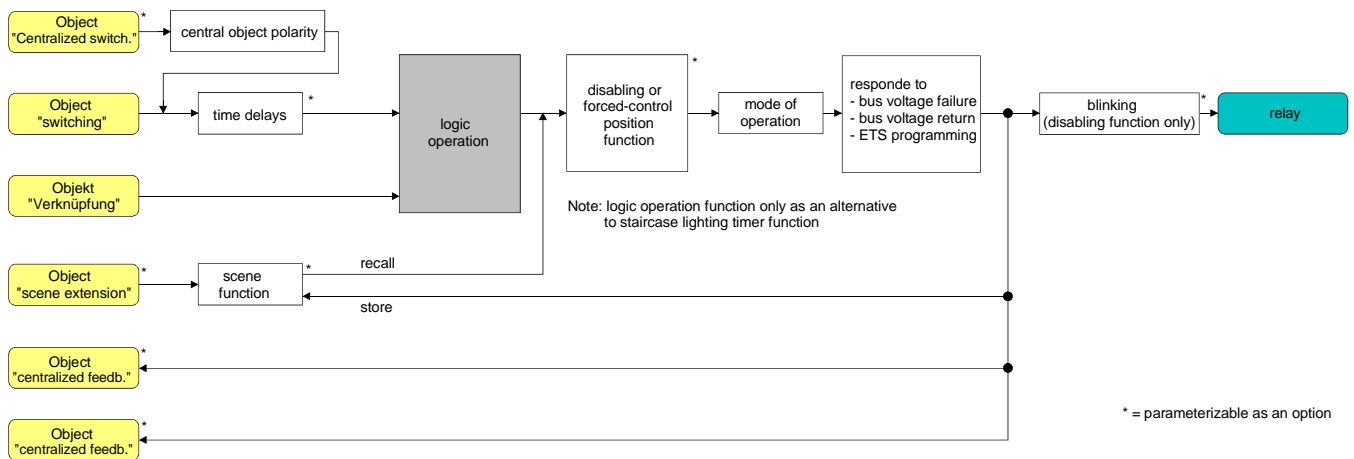 Object
"Centralized switch."
*
central object polarity
Object
"switching"
time delays
*
logic
operation
disabling or
forced-control
position
function
*
mode of
operation
responde to
- bus voltage failure
- bus voltage return
- ETS programming
blinking
(disabling function only)
*
relay
Objekt
"Verknüpfung"
Note: logic operation function only as an alternative
to staircase lighting timer function
Object
"scene extension"
*
scene
function
*
recall
store
Object
"centralized feedb."
*
Object
"centralized feedb."
*
* = parameterizable as an option